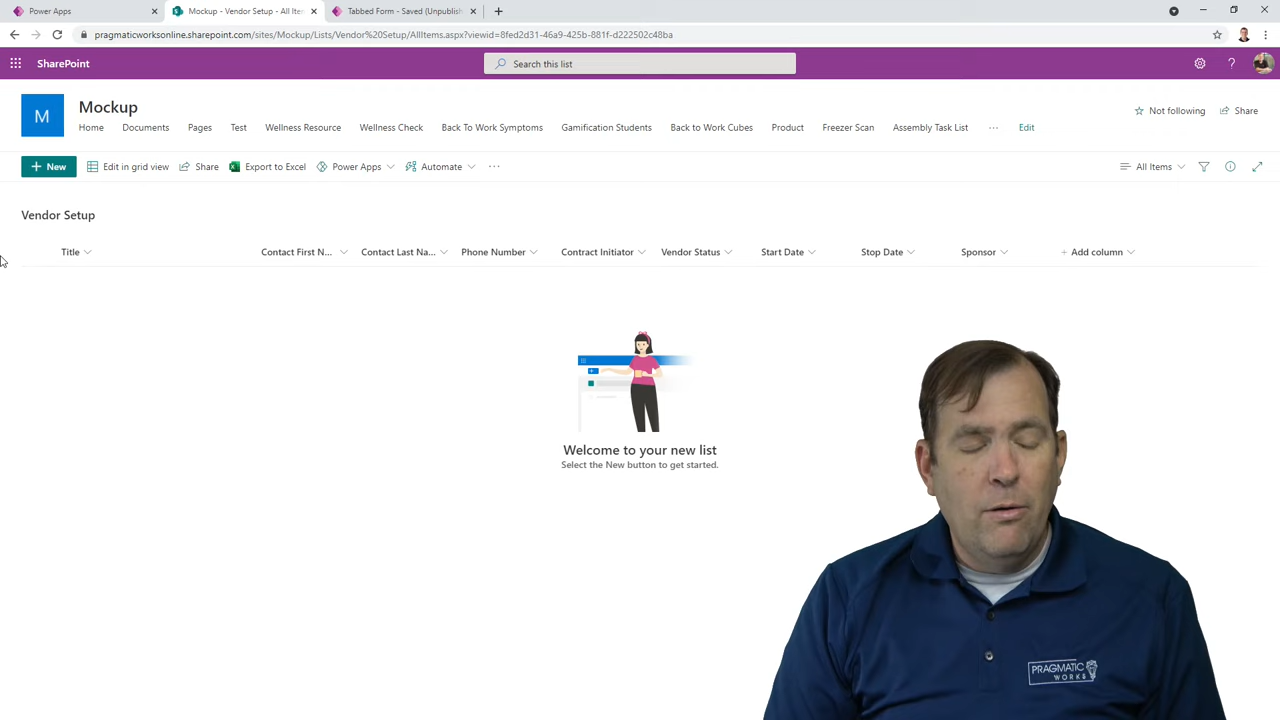 Power Apps
Mockup - Vendor Setup - All Iten
Tabbed Form - Saved (Unpublish
pragmaticworksonline.sharepoint.com/sites/Mockup/Lists/Vendor%20Setup/AllItems.aspx?viewid=8fed2d31-46a9-425b-881f-d222502c48ba
SharePoint
Search this list
M
Mockup
Not following
Share
Home
Documents
Pages
Test
Wellness Resource
Wellness Check
Back To Work Symptoms
Gamification Students
Back to Work Cubes
Product
Freezer Scan
Assembly Task List
...
Edit
+ New
Edit in grid view
Share
Export to Excel
Power Apps
Automate
...
All Items
Vendor Setup
Title
Contact First N...
Contact Last Na...
Phone Number
Contract Initiator
Vendor Status
Start Date
Stop Date
Sponsor
+ Add column
Welcome to your new list
Select the New button to get started.
PRAGMATIC
WORKS